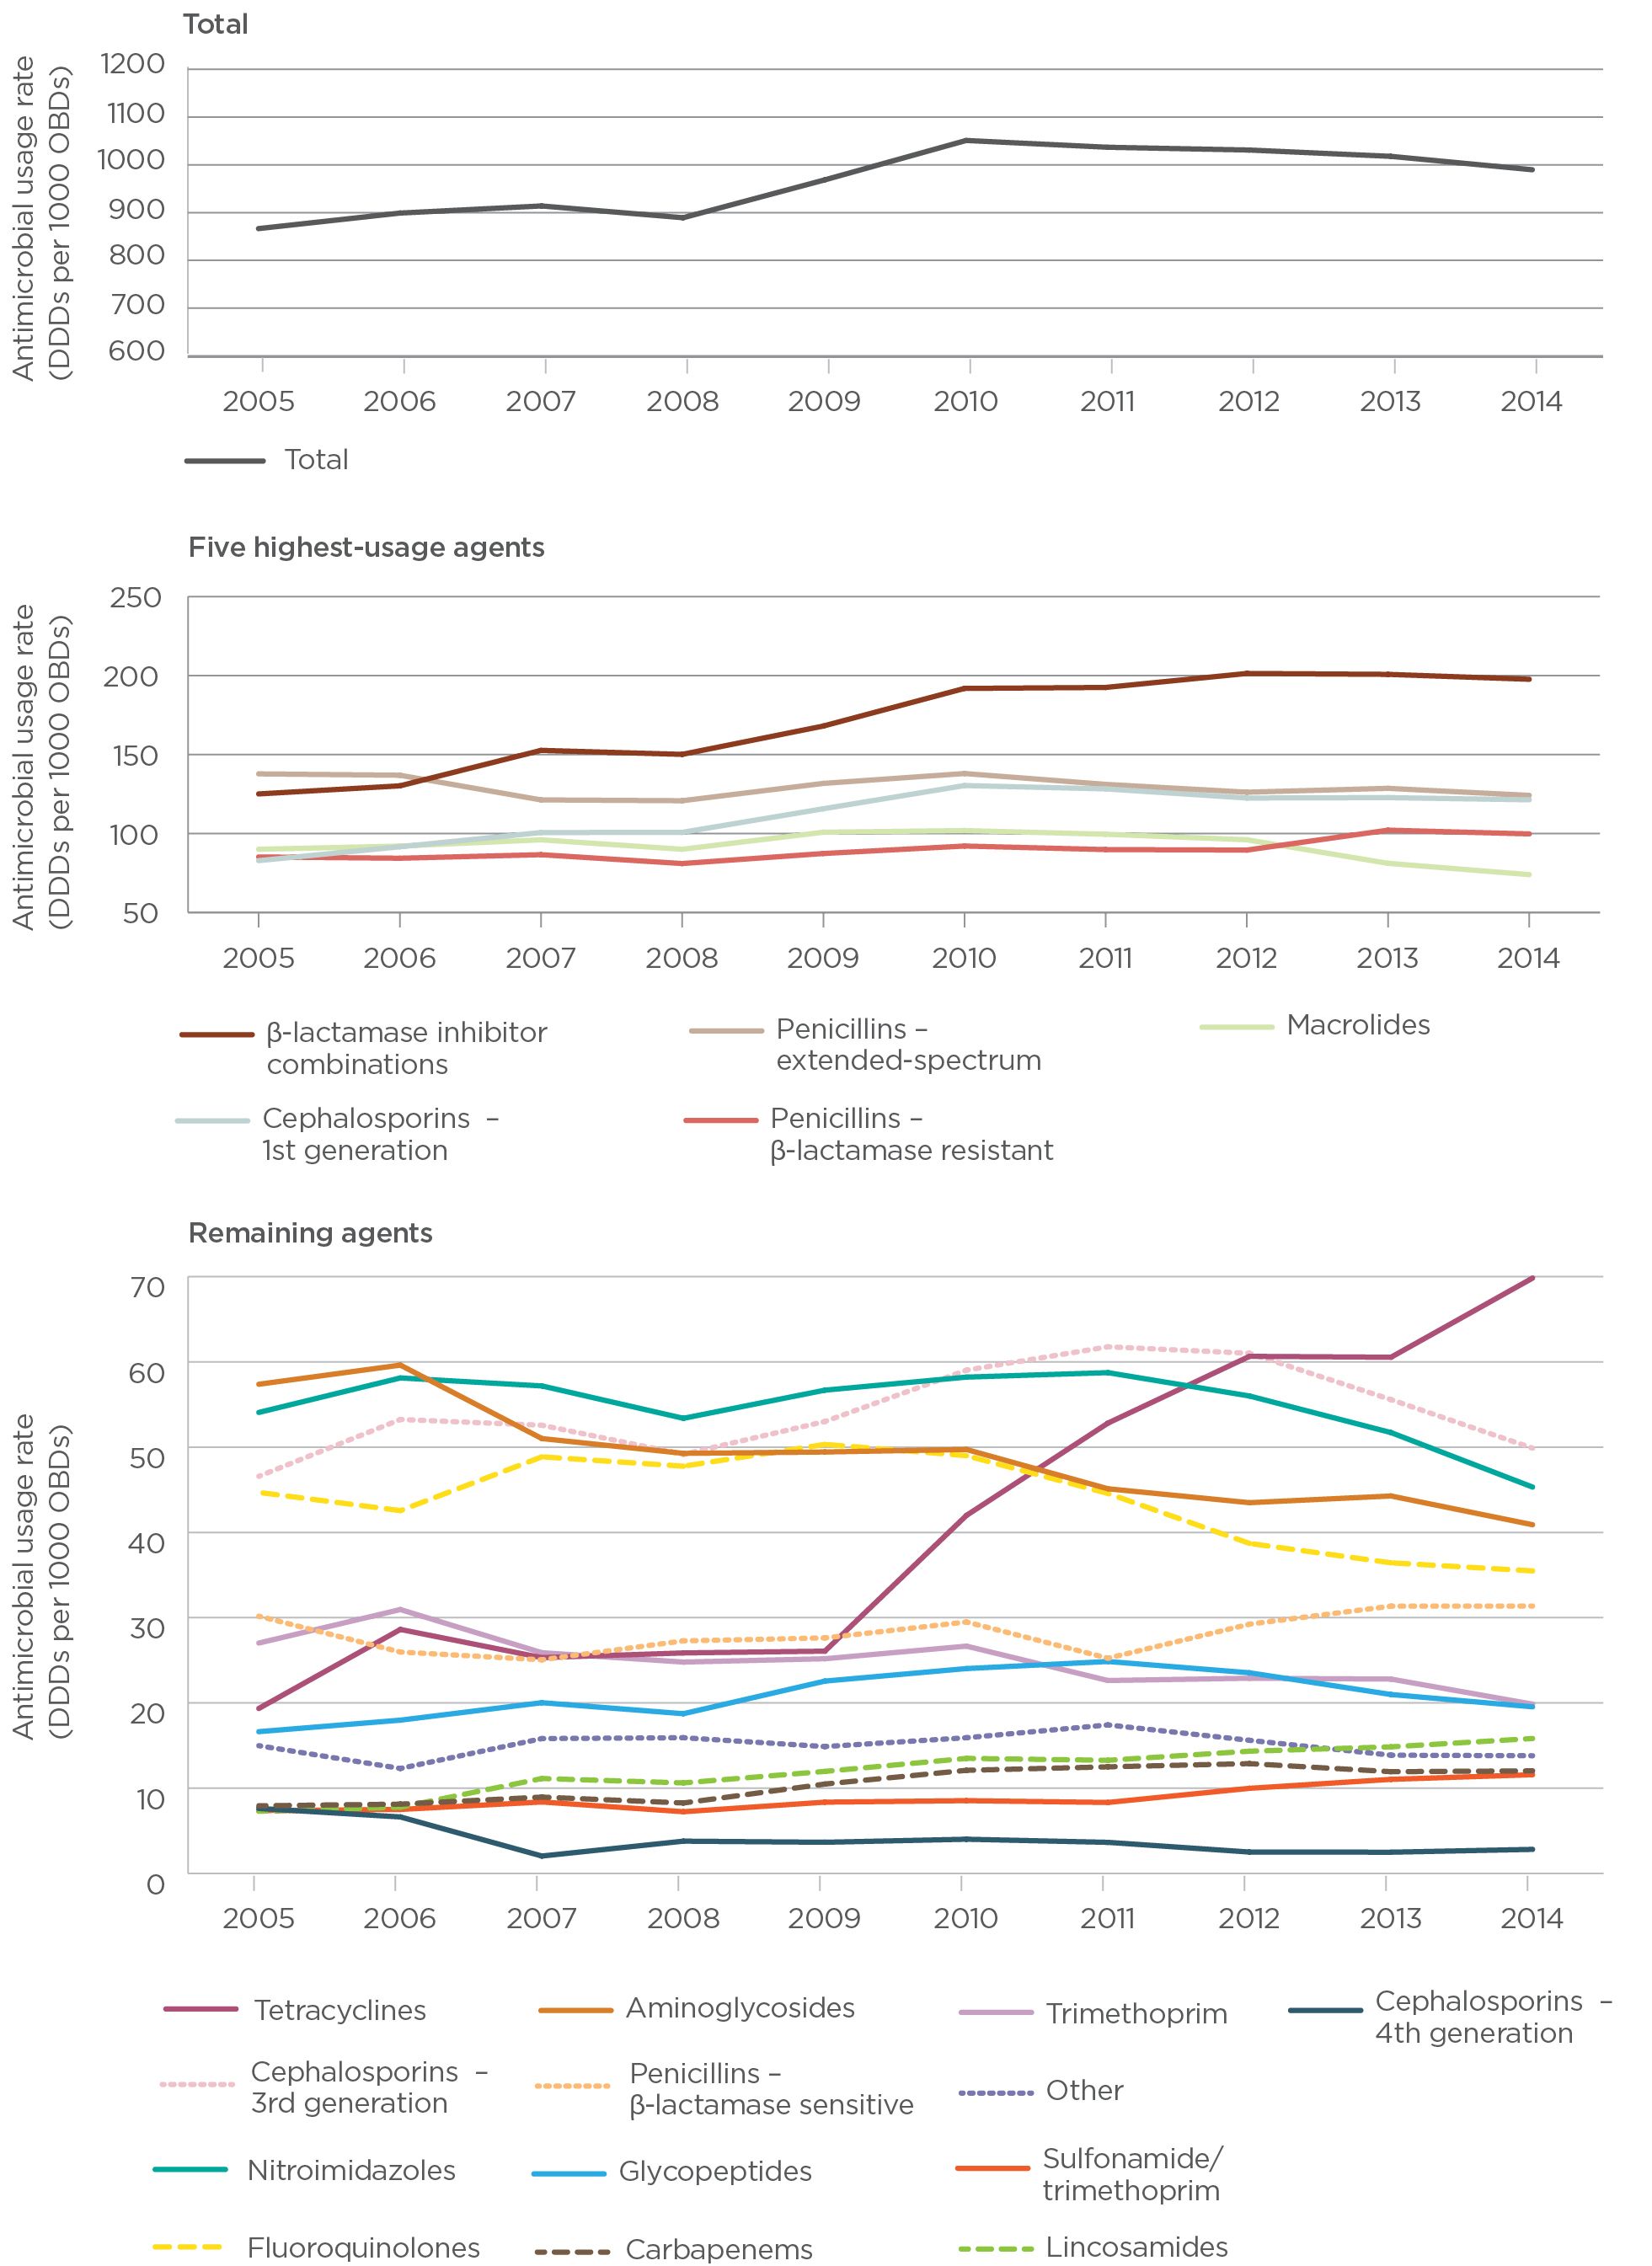 Total
Antimicrobial usage rate
(DDDs per 1000 OBDs)
1200
1100
1000
900
800
700
600
2005 2006 2007 2008 2009 2010 2011 2012 2013 2014
Total
Five highest-usage agents
Antimicrobial usage rate
(DDDs per 1000 OBDs)
250
200
150
100
50
2005 2006 2007 2008 2009 2010 2011 2012 2013 2014
β-lactamase inhibitor
combinations
Penicillins –
extended-spectrum
Macrolides
Cephalosporins –
1st generation
Penicillins –
β-lactamase resistant
Remaining agents
Antimicrobial usage rate
(DDDs per 1000 OBDs)
70
60
50
40
30
20
10
0
2005 2006 2007 2008 2009 2010 2011 2012 2013 2014
Tetracyclines
Aminoglycosides
Trimethoprim
Cephalosporins –
4th generation
Cephalosporins –
3rd generation
Penicillins –
β-lactamase sensitive
Other
Nitroimidazoles
Glycopeptides
Sulfonamide/
trimethoprim
Fluoroquinolones
Carbapenems
Lincosamides